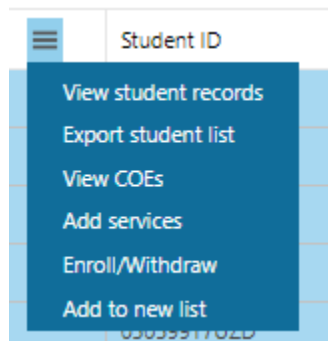 Student ID
View student records
Export student list
View COEs
Add services
Enroll/Withdraw
Add to new list